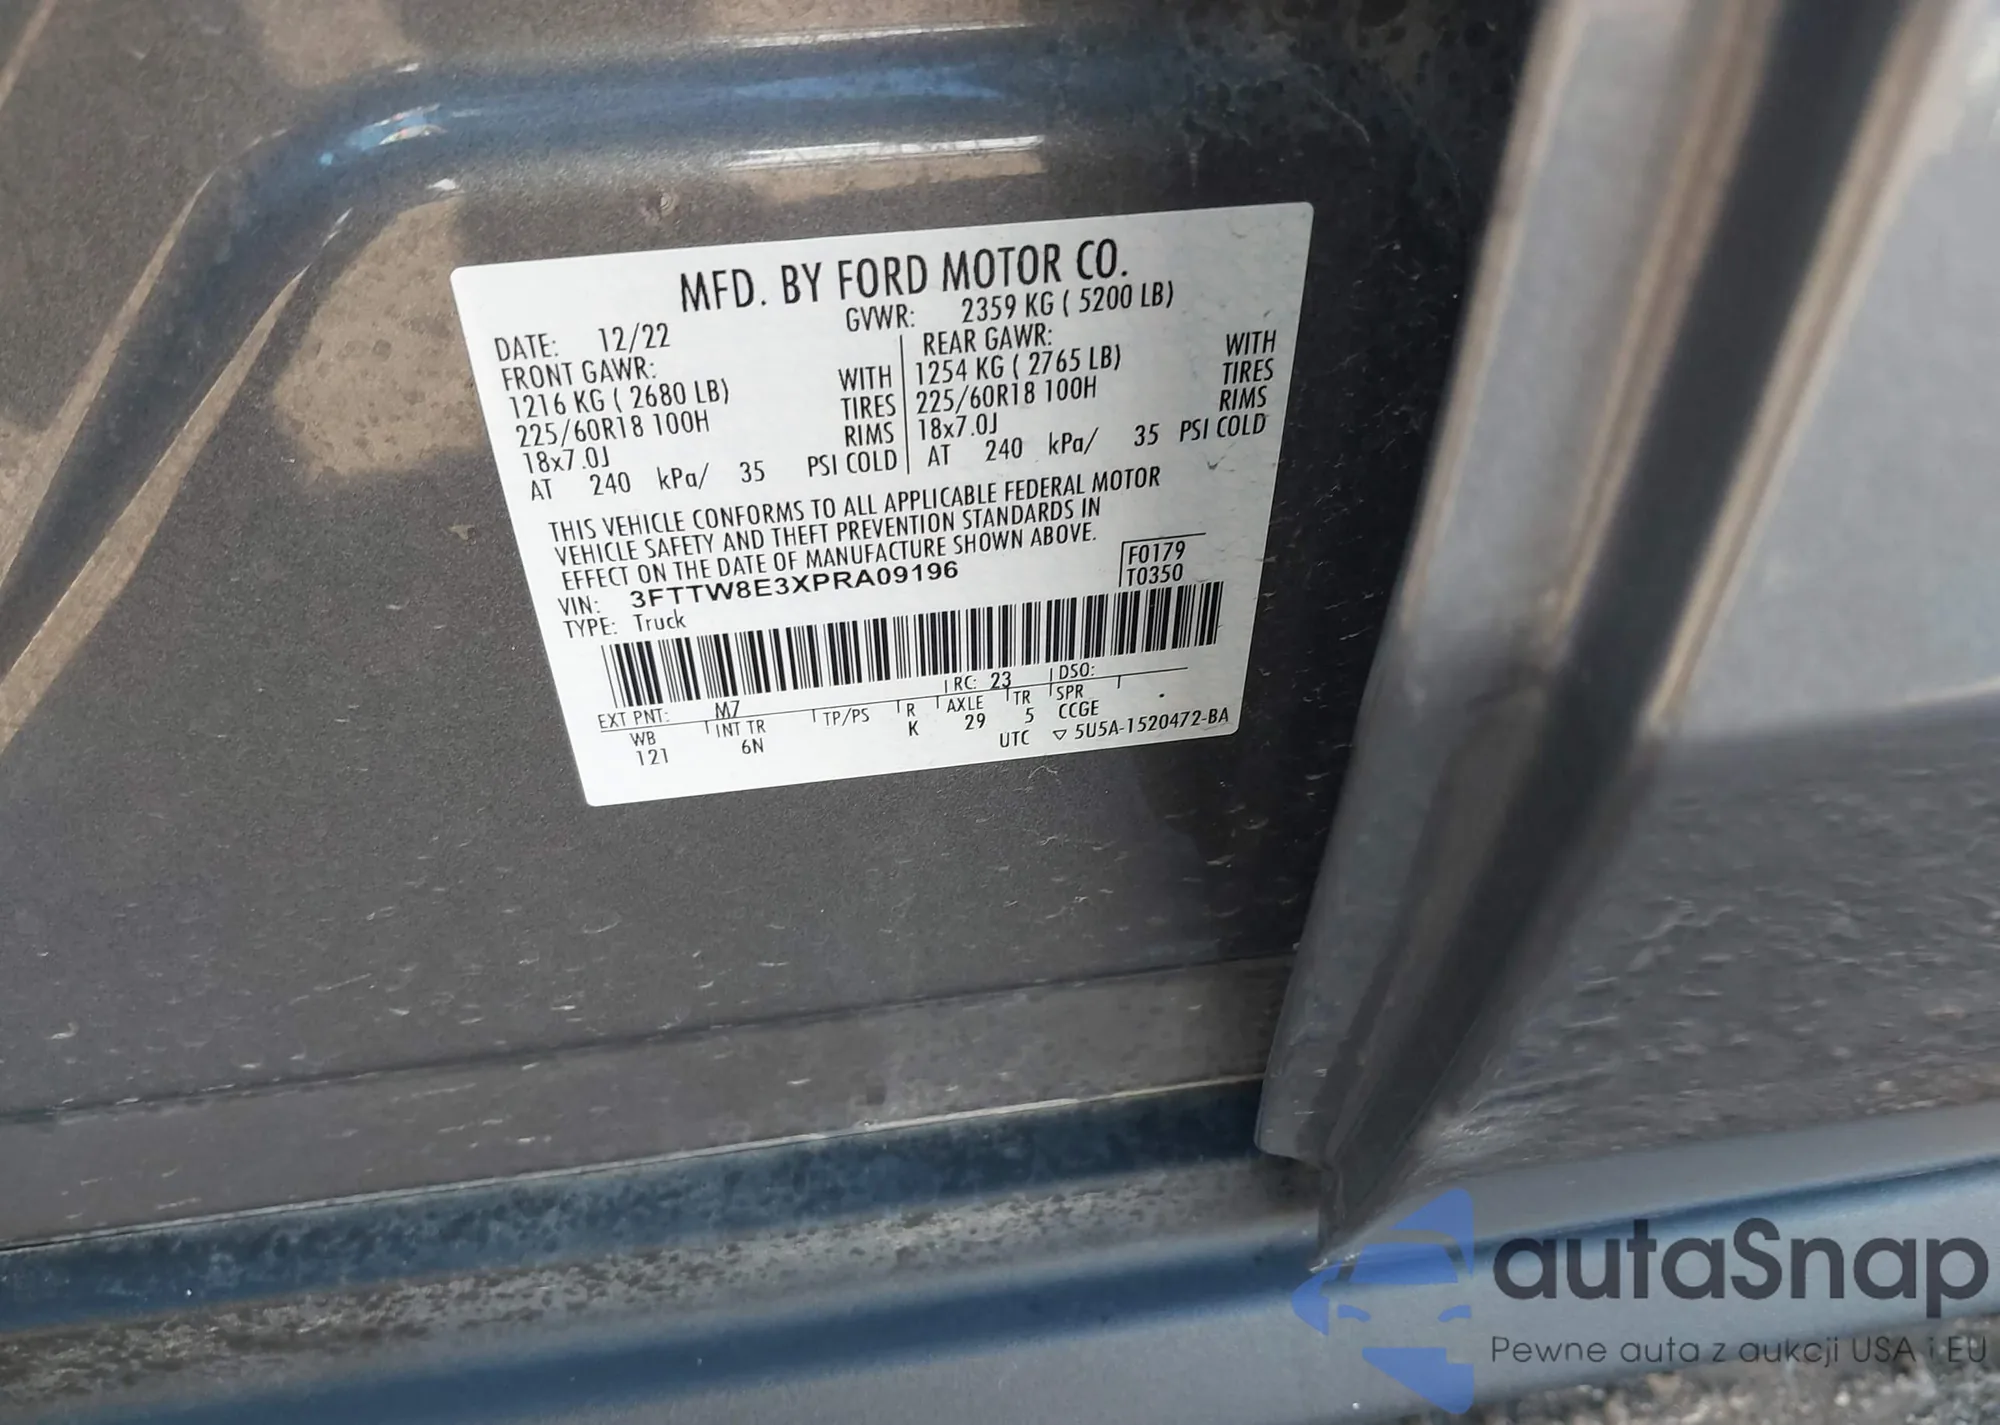 MFD. BY FORD MOTOR CO.
DATE: 12/22 GVWR: 2359 KG ( 5200 LB)
FRONT GAWR: REAR GAWR:
1216 KG ( 2680 LB) WITH 1254 KG ( 2765 LB) WITH
225/60R18 100H TIRES 225/60R18 100H TIRES
18x7.0J RIMS 18x7.0J RIMS
AT 240 kPa/ 35 PSI COLD AT 240 kPa/ 35 PSI COLD
THIS VEHICLE CONFORMS TO ALL APPLICABLE FEDERAL MOTOR
VEHICLE SAFETY AND THEFT PREVENTION STANDARDS IN
EFFECT ON THE DATE OF MANUFACTURE SHOWN ABOVE.
F0179
VIN: 3FTTW8E3XPRA09196
T0350
TYPE: Truck
EXT PNT: M7 RC: 23 DSO:
WB INT TR TP/PS R AXLE TR SPR
121 6N K 29 5 CCGE
UTC 5U5A-1520472-BA
autaSnap
Pewne auta z aukcji USA i EU